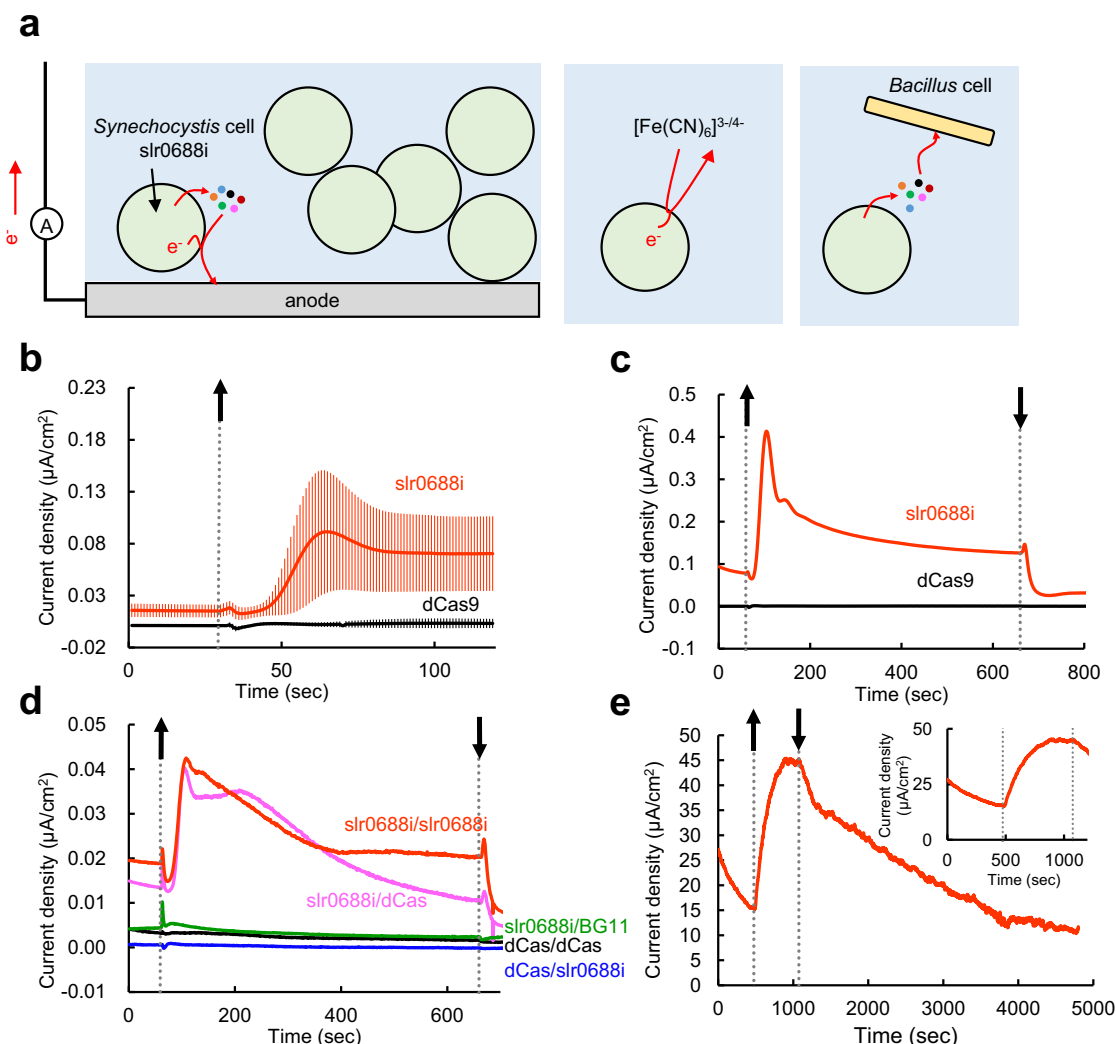 a
Synechocystis cell
slr0688i
e-
A
e-
anode
[Fe(CN)6]3-/4-
e-
Bacillus cell
b
Current density (µA/cm2)
0.23
0.18
0.13
0.08
0.03
-0.02
slr0688i
dCas9
0
50
100
Time (sec)
c
Current density (µA/cm2)
0.5
0.4
0.3
0.2
0.1
0.0
-0.1
slr0688i
dCas9
0
200
400
600
800
Time (sec)
d
Current density (µA/cm2)
0.05
0.04
0.03
0.02
0.01
0.00
-0.01
slr0688i/slr0688i
slr0688i/dCas
slr0688i/BG11
dCas/dCas
dCas/slr0688i
0
200
400
600
Time (sec)
e
Current density (µA/cm2)
50
45
40
35
30
25
20
15
10
5
0
0
1000
2000
3000
4000
5000
Time (sec)
Current density
(µA/cm2)
50
25
0
0
500
1000
Time (sec)